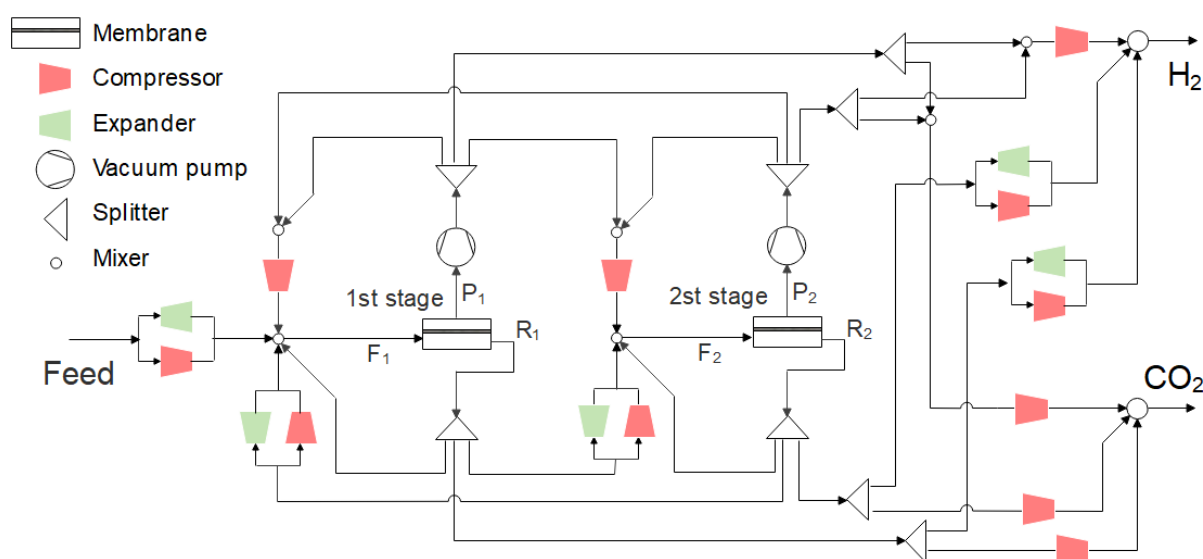 Membrane
Compressor
Expander
Vacuum pump
Splitter
Mixer
H2
1st stage
P1
R1
2st stage
P2
R2
F1
F2
Feed
CO2